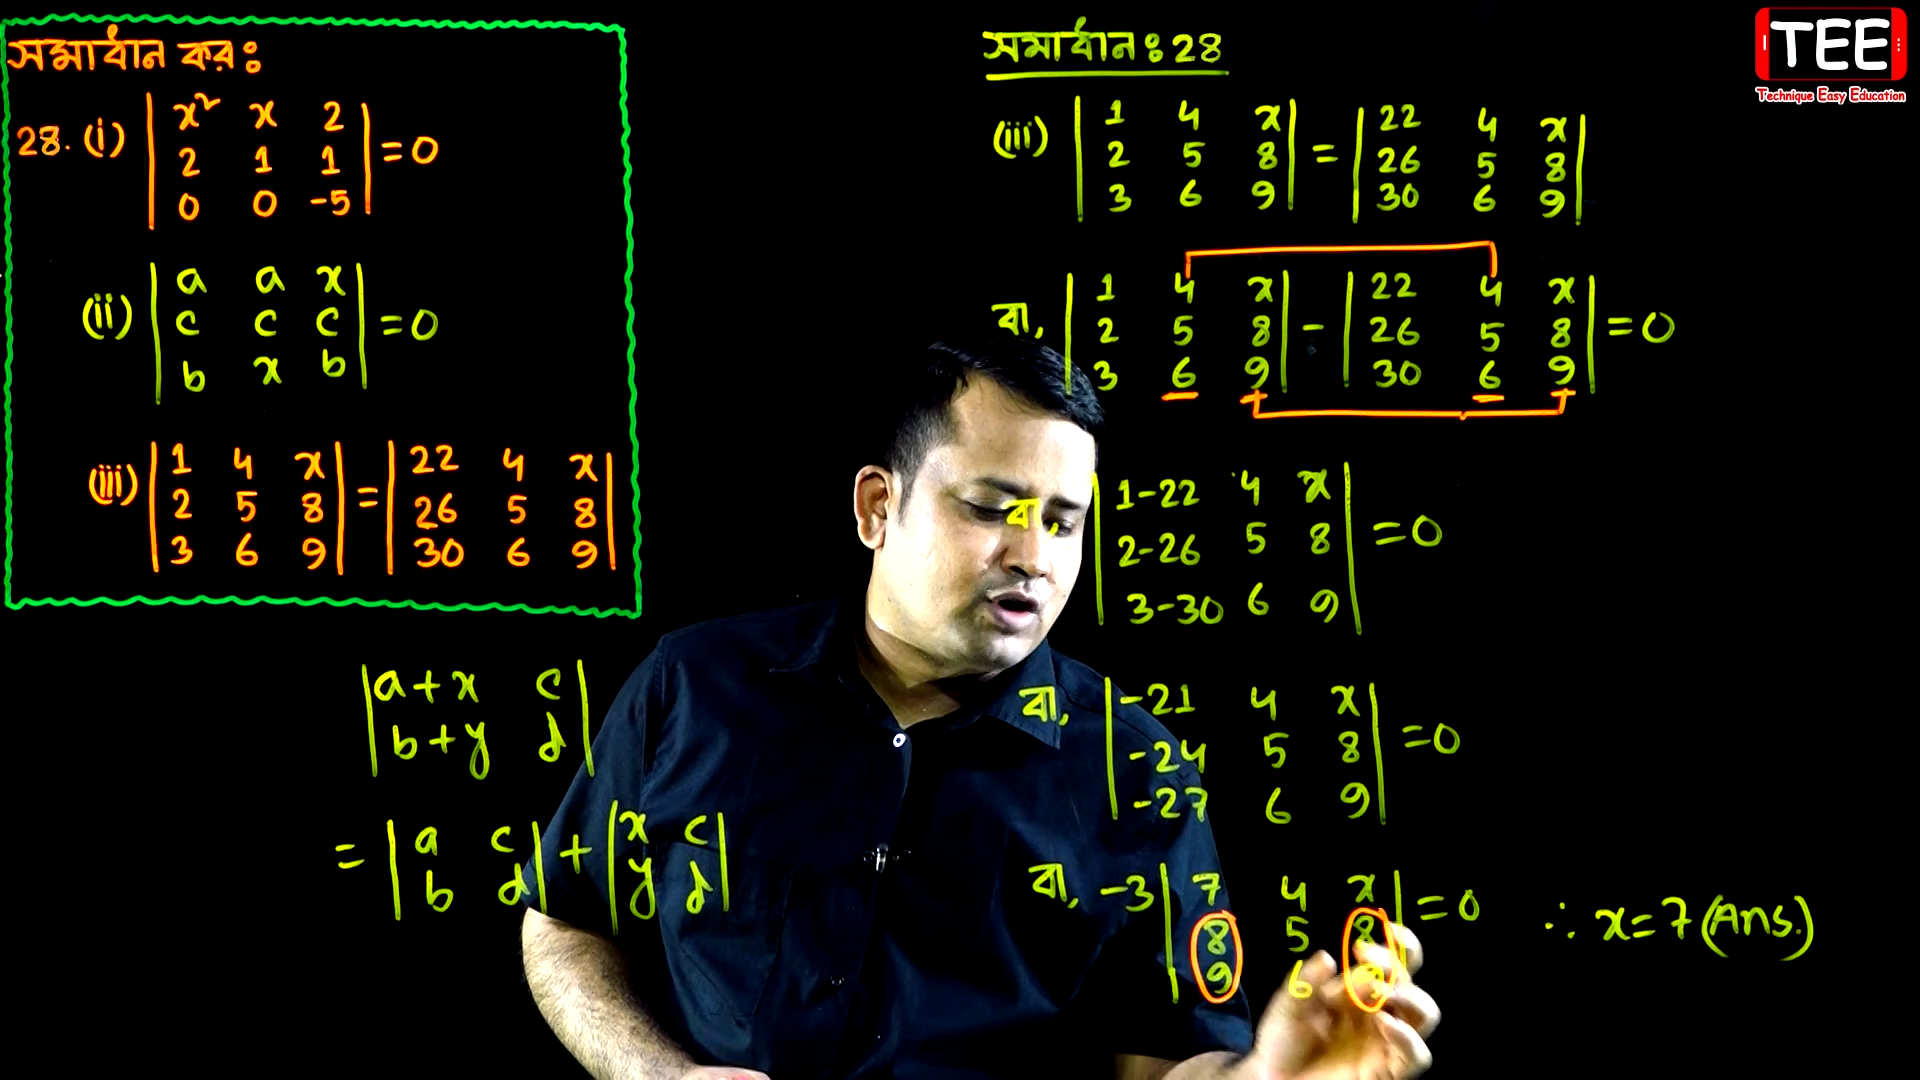 সমাধান করঃ
28. (i) | x² x 2 | = 0
| 2 1 1 |
| 0 0 -5 |
(ii) | a a x | = 0
| c c c |
| b x b |
(iii) | 1 4 x | = | 22 4 x |
| 2 5 8 | | 26 5 8 |
| 3 6 9 | | 30 6 9 |
| a+x c |
| b+y d |
= | a c | + | x c |
| b d | | y d |
সমাধানঃ 28
(iii) | 1 4 x | = | 22 4 x |
| 2 5 8 | | 26 5 8 |
| 3 6 9 | | 30 6 9 |
বা, | 1 4 x | - | 22 4 x | = 0
| 2 5 8 | | 26 5 8 |
| 3 6 9 | | 30 6 9 |
বা, | 1-22 4 x | = 0
| 2-26 5 8 |
| 3-30 6 9 |
বা, | -21 4 x | = 0
| -24 5 8 |
| -27 6 9 |
বা, -3 | 7 4 x | = 0 ∴ x=7 (Ans.)
| 8 5 8 |
| 9 6 9 |
TEE
Technique Easy Education